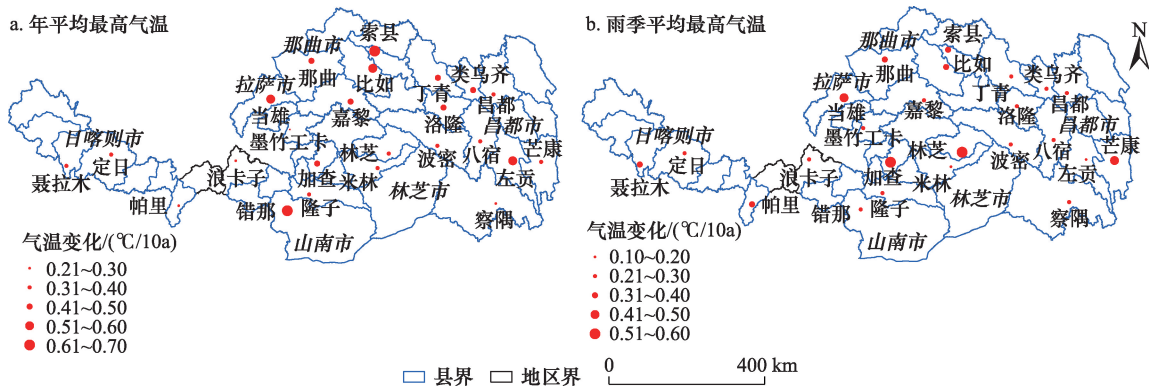 a. 年平均最高气温
索县
那曲市
那曲
比如
类乌齐
拉萨市
丁青
昌都
当雄
嘉黎
洛隆
昌都市
墨竹工卡
日喀则市
定日
林芝
波密
八宿
芒康
聂拉木
浪卡子
加查
米林
左贡
林芝市
帕里
错那
隆子
察隅
山南市
气温变化/(℃/10a)
0.21~0.30
0.31~0.40
0.41~0.50
0.51~0.60
0.61~0.70
b. 雨季平均最高气温
N
索县
那曲市
那曲
比如
类乌齐
拉萨市
丁青
昌都
当雄
嘉黎
洛隆
昌都市
墨竹工卡
日喀则市
定日
林芝
波密
八宿
芒康
聂拉木
浪卡子
加查
米林
左贡
林芝市
帕里
错那
隆子
察隅
山南市
气温变化/(℃/10a)
0.10~0.20
0.21~0.30
0.31~0.40
0.41~0.50
0.51~0.60
县界
地区界
0
400 km